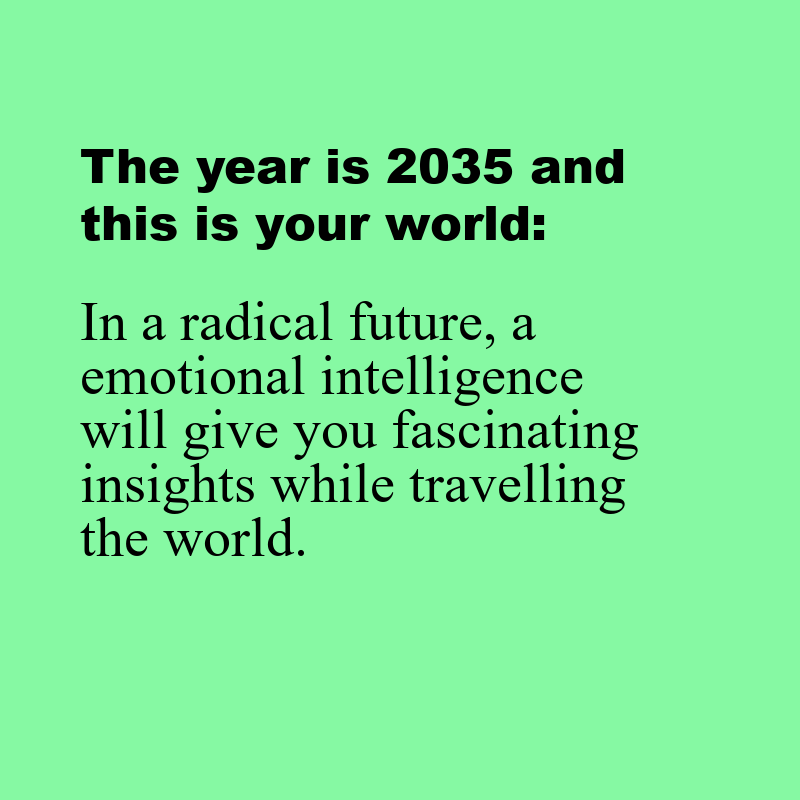 The year is 2035 and
this is your world:
In a radical future, a
emotional intelligence
will give you fascinating
insights while travelling
the world.